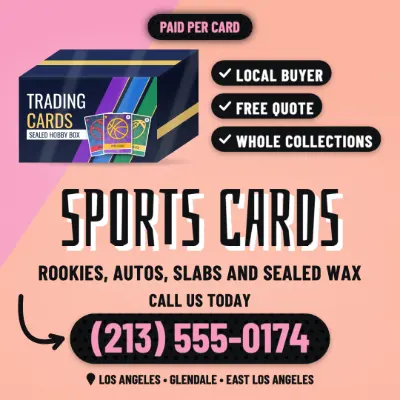 PAID PER CARD
TRADING
CARDS
SEALED HOBBY BOX
LOCAL BUYER
FREE QUOTE
WHOLE COLLECTIONS
SPORTS CARDS
ROOKIES, AUTOS, SLABS AND SEALED WAX
CALL US TODAY
(213) 555-0174
LOS ANGELES • GLENDALE • EAST LOS ANGELES